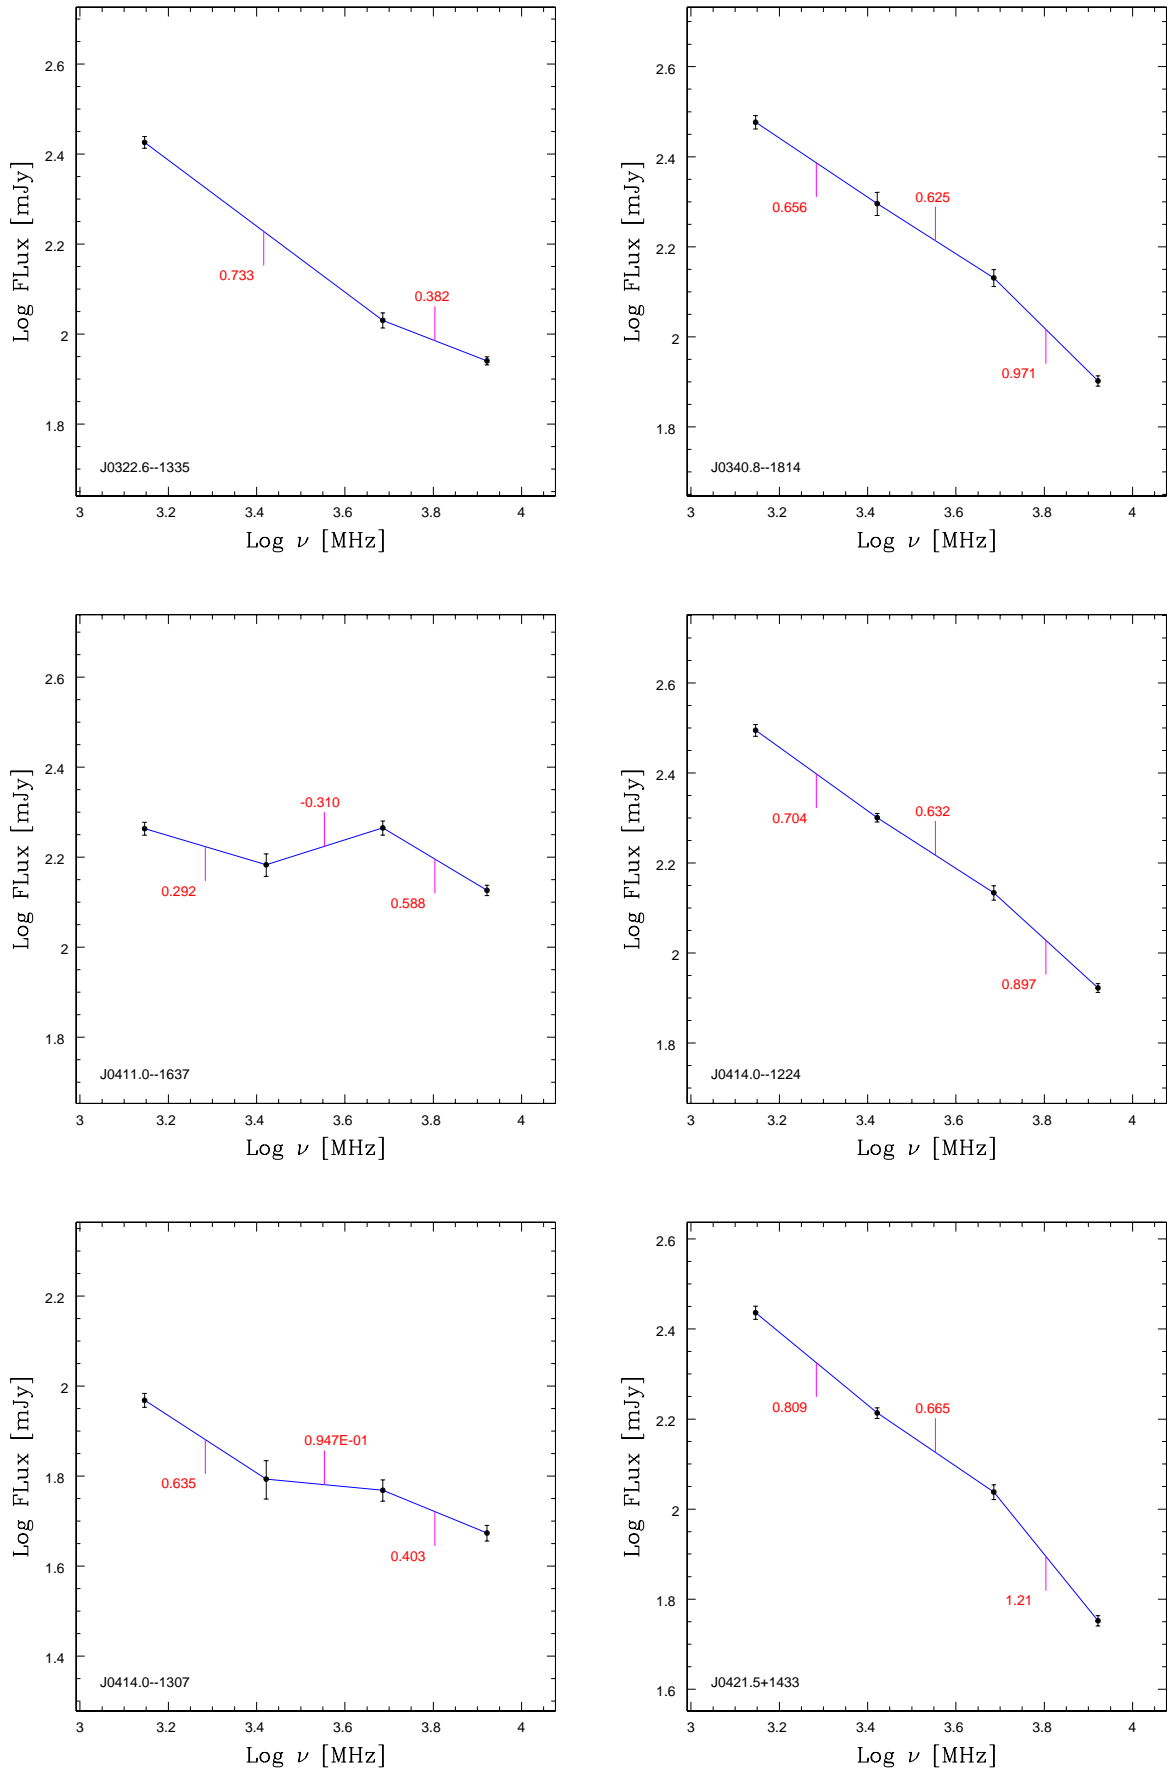 2.6
2.4
2.2
2
1.8
Log FLux [mJy]
0.733
0.382
J0322.6--1335
3 3.2 3.4 3.6 3.8 4
Log ν [MHz]
2.6
2.4
2.2
2
1.8
Log FLux [mJy]
0.656
0.625
0.971
J0340.8--1814
3 3.2 3.4 3.6 3.8 4
Log ν [MHz]
2.6
2.4
2.2
2
1.8
Log FLux [mJy]
0.292
-0.310
0.588
J0411.0--1637
3 3.2 3.4 3.6 3.8 4
Log ν [MHz]
2.6
2.4
2.2
2
1.8
Log FLux [mJy]
0.704
0.632
0.897
J0414.0--1224
3 3.2 3.4 3.6 3.8 4
Log ν [MHz]
2.2
2
1.8
1.6
1.4
Log FLux [mJy]
0.635
0.947E-01
0.403
J0414.0--1307
3 3.2 3.4 3.6 3.8 4
Log ν [MHz]
2.6
2.4
2.2
2
1.8
1.6
Log FLux [mJy]
0.809
0.665
1.21
J0421.5+1433
3 3.2 3.4 3.6 3.8 4
Log ν [MHz]